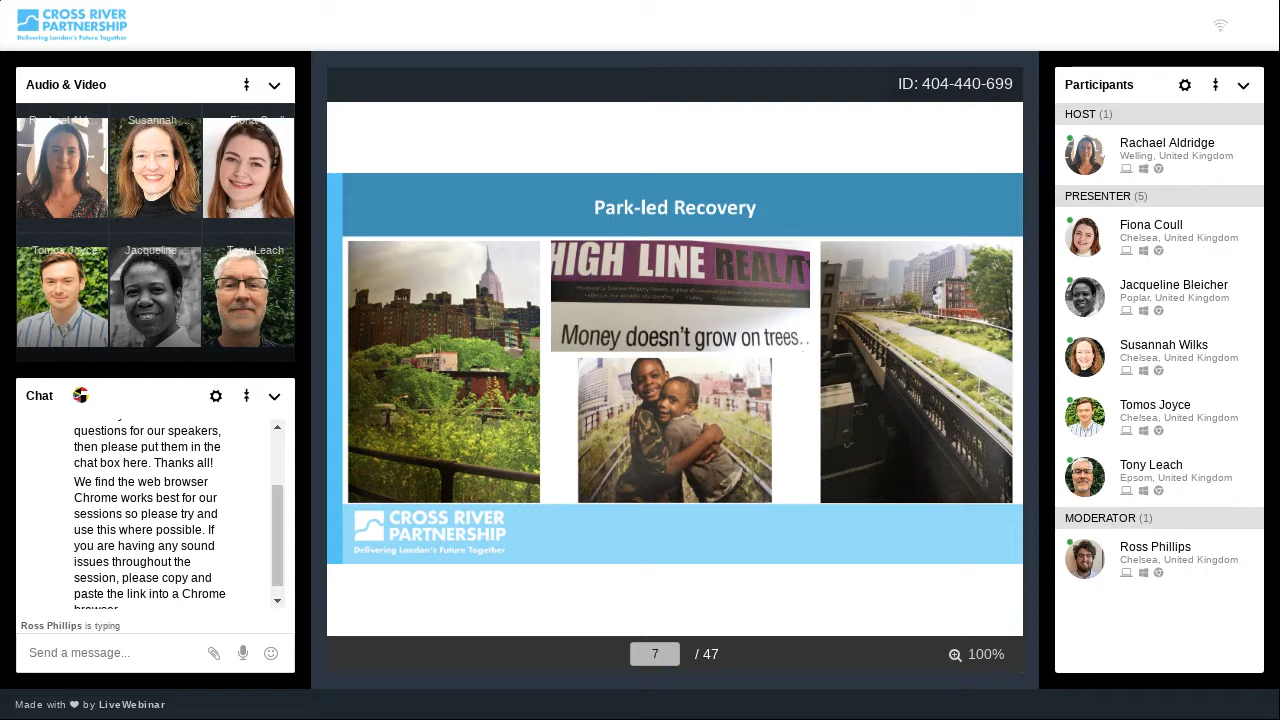 CROSS RIVER
PARTNERSHIP
Delivering London's Future Together
Audio & Video
Susannah ...
Fiona Coull
Tomos Joyce
Jacqueline ...
Tony Leach
Chat
questions for our speakers,
then please put them in the
chat box here. Thanks all!
We find the web browser
Chrome works best for our
sessions so please try and
use this where possible. If
you are having any sound
issues throughout the
session, please copy and
paste the link into a Chrome
browser
Ross Phillips is typing
Send a message...
ID: 404-440-699
Park-led Recovery
HIGH LINE REALITY
Money doesn't grow on trees..
CROSS RIVER
PARTNERSHIP
Delivering London's Future Together
7 / 47
100%
Participants
HOST (1)
Rachael Aldridge
Welling, United Kingdom
PRESENTER (5)
Fiona Coull
Chelsea, United Kingdom
Jacqueline Bleicher
Poplar, United Kingdom
Susannah Wilks
Chelsea, United Kingdom
Tomos Joyce
Chelsea, United Kingdom
Tony Leach
Epsom, United Kingdom
MODERATOR (1)
Ross Phillips
Chelsea, United Kingdom
Made with ❤ by LiveWebinar